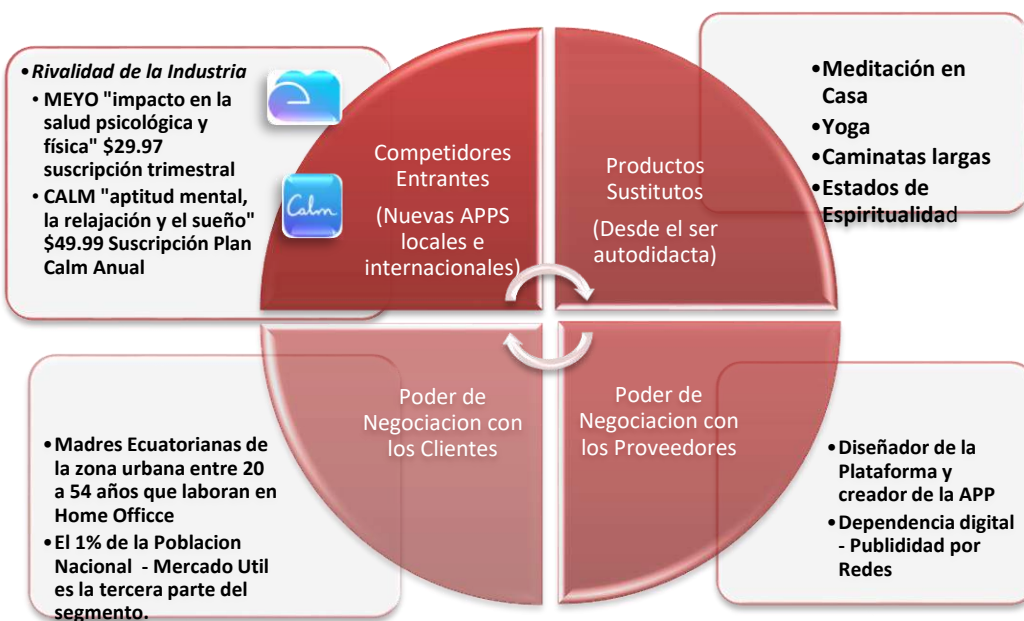 •Rivalidad de la Industria
• MEYO "impacto en la
salud psicológica y
física" $29.97
suscripción trimestral
• CALM "aptitud mental,
la relajación y el sueño"
$49.99 Suscripción Plan
Calm Anual
Calm
Competidores
Entrantes
(Nuevas APPS
locales e
internacionales)
Productos
Sustitutos
(Desde el ser
autodidacta)
•Meditación en
Casa
•Yoga
•Caminatas largas
•Estados de
Espiritualidad
•Madres Ecuatorianas de
la zona urbana entre 20
a 54 años que laboran en
Home Officce
•El 1% de la Poblacion
Nacional - Mercado Util
es la tercera parte del
segmento.
Poder de
Negociacion con
los Clientes
Poder de
Negociacion con
los Proveedores
•Diseñador de la
Plataforma y
creador de la APP
•Dependencia digital
- Publididad por
Redes